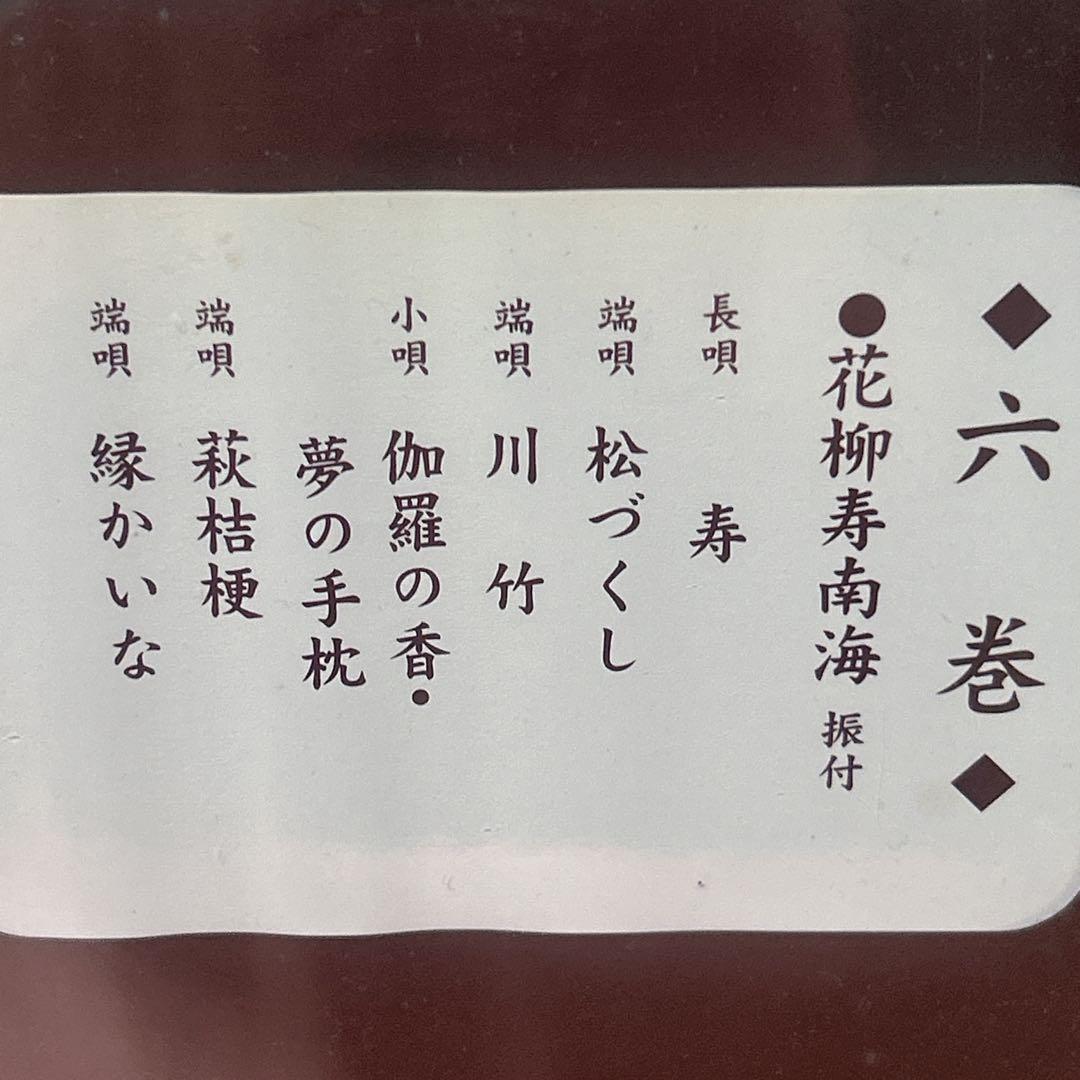 ◆六巻◆
●花柳寿南海 振付
長唄 寿
端唄 松づくし
端唄 川竹
小唄 伽羅の香・
夢の手枕
端唄 萩桔梗
端唄 縁かいな